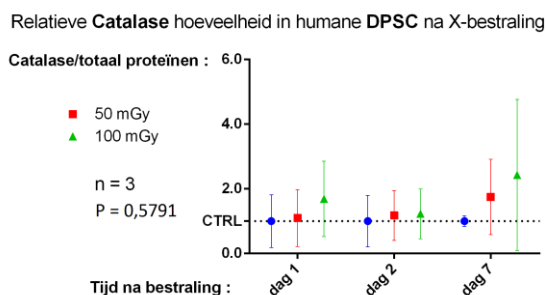 Relatieve Catalase hoeveelheid in humane DPSC na X-bestraling
Catalase/totaal proteïnen :
6.0
4.0
2.0
CTRL
0.0
50 mGy
100 mGy
n = 3
P = 0,5791
Tijd na bestraling :
dag 1
dag 2
dag 7